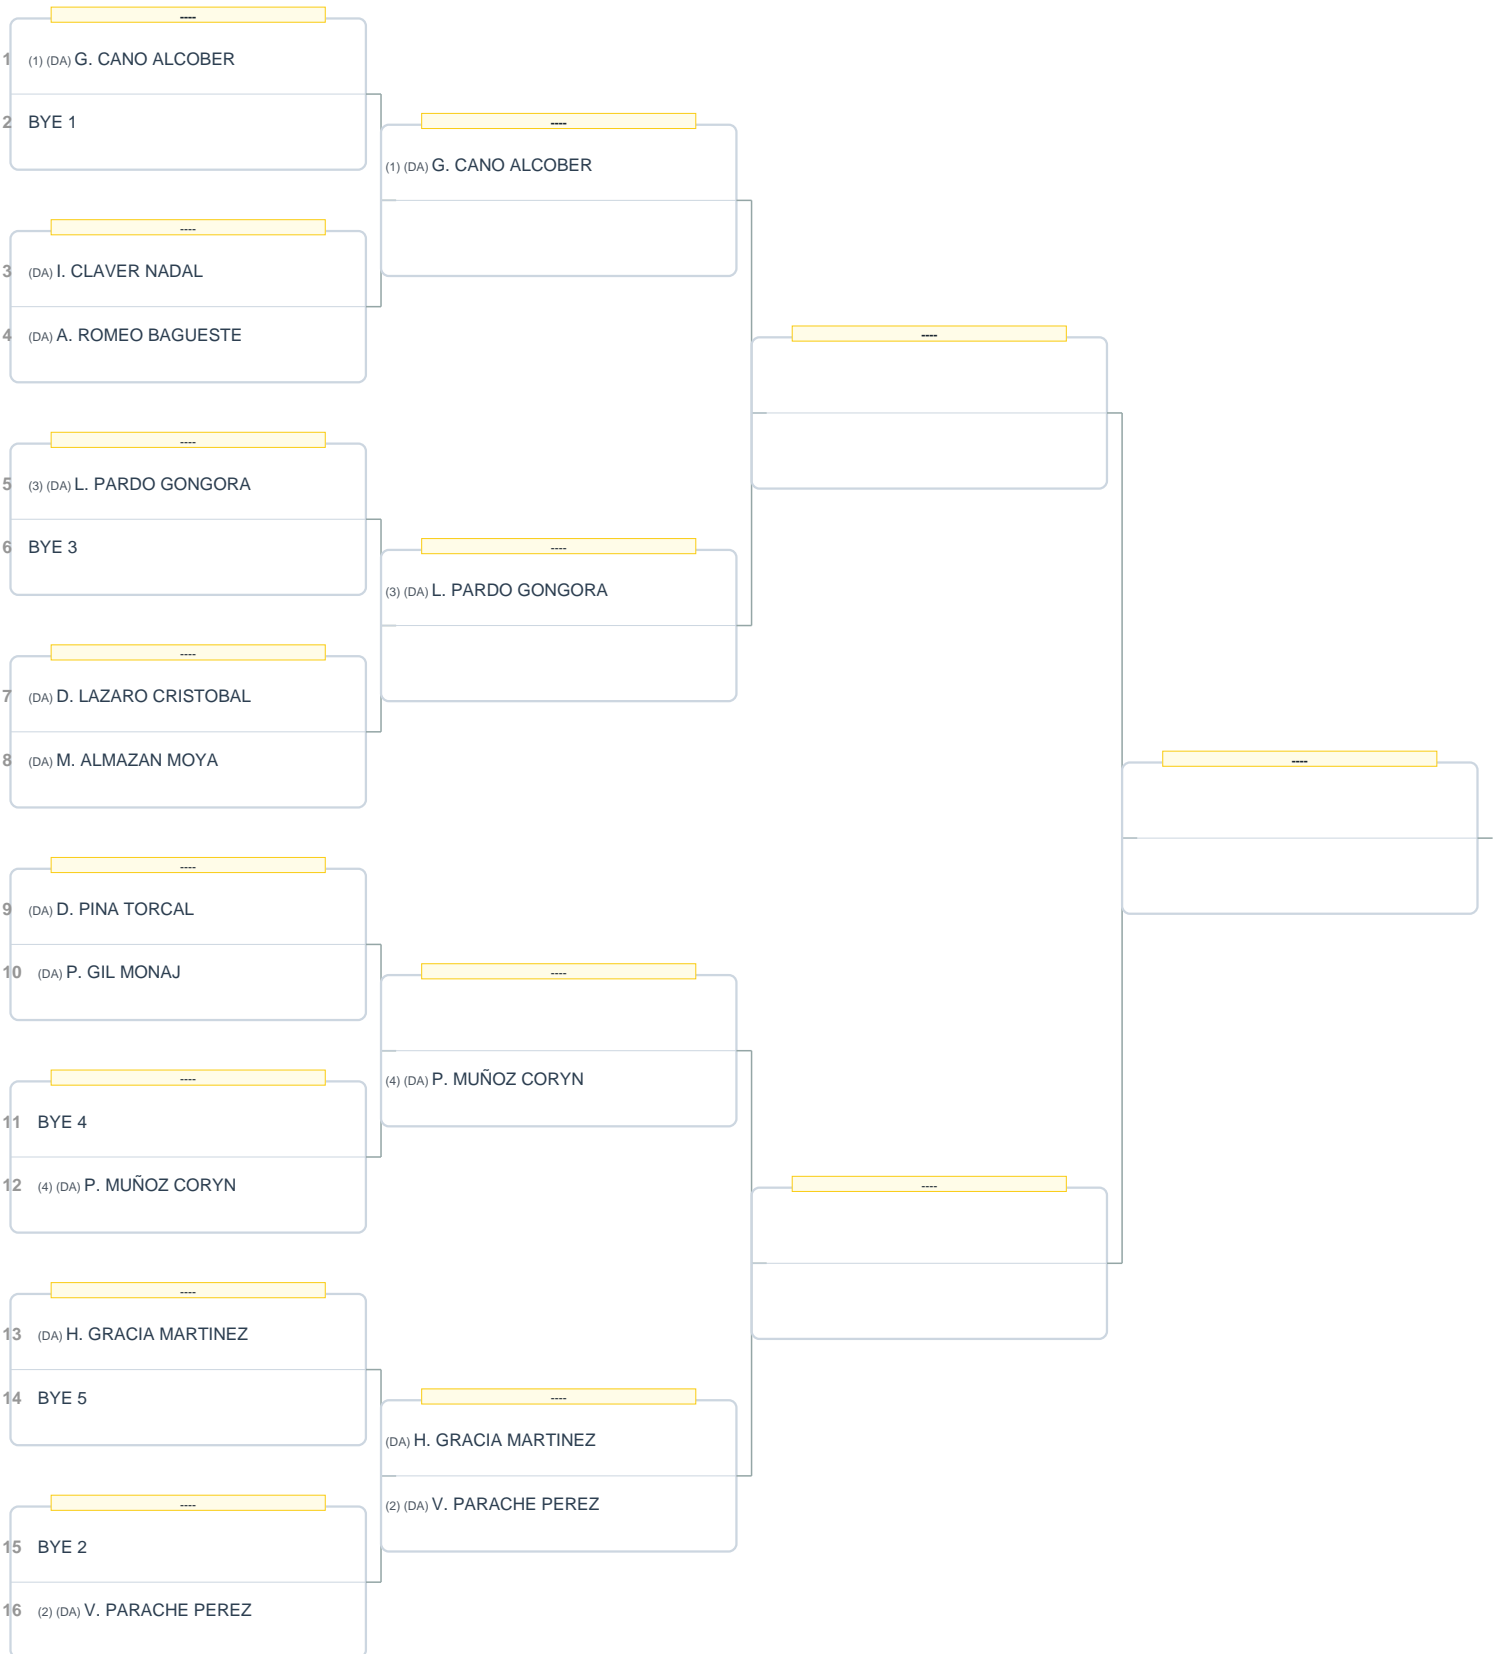 ----
1 (1) (DA) G. CANO ALCOBER
2 BYE 1
----
3 (DA) I. CLAVER NADAL
4 (DA) A. ROMEO BAGUESTE
----
5 (3) (DA) L. PARDO GONGORA
6 BYE 3
----
7 (DA) D. LAZARO CRISTOBAL
8 (DA) M. ALMAZAN MOYA
----
9 (DA) D. PINA TORCAL
10 (DA) P. GIL MONAJ
----
11 BYE 4
12 (4) (DA) P. MUÑOZ CORYN
----
13 (DA) H. GRACIA MARTINEZ
14 BYE 5
----
15 BYE 2
16 (2) (DA) V. PARACHE PEREZ
----
(1) (DA) G. CANO ALCOBER
----
(3) (DA) L. PARDO GONGORA
----
(4) (DA) P. MUÑOZ CORYN
----
(DA) H. GRACIA MARTINEZ
(2) (DA) V. PARACHE PEREZ
----
----
----